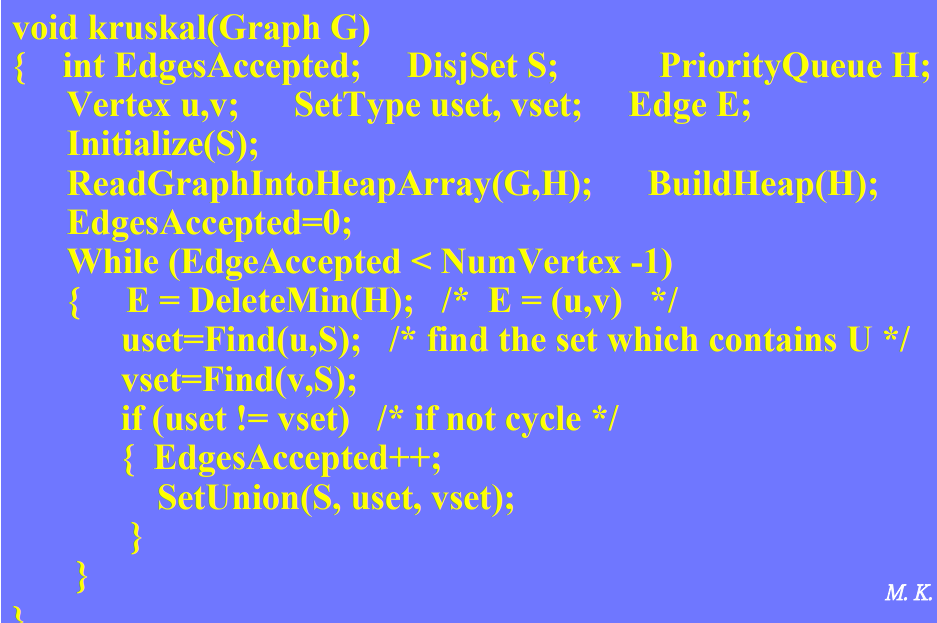 void kruskal(Graph G)
{ int EdgesAccepted; DisjSet S; PriorityQueue H;
Vertex u,v; SetType uset, vset; Edge E;
Initialize(S);
ReadGraphIntoHeapArray(G,H); BuildHeap(H);
EdgesAccepted=0;
While (EdgeAccepted < NumVertex -1)
{ E = DeleteMin(H); /* E = (u,v) */
uset=Find(u,S); /* find the set which contains U */
vset=Find(v,S);
if (uset != vset) /* if not cycle */
{ EdgesAccepted++;
SetUnion(S, uset, vset);
}
}
M. K.
}